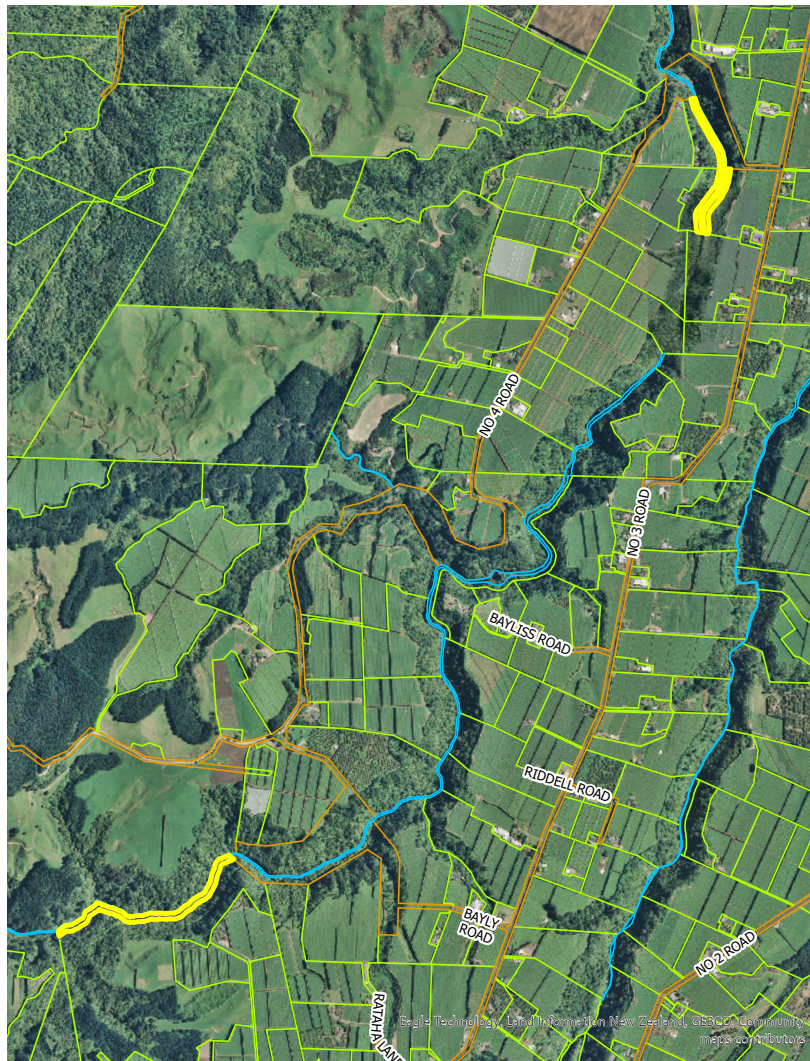 NO 4 ROAD
NO 3 ROAD
BAYLISS ROAD
RIDDELL ROAD
BAYLY
ROAD
NO 2 ROAD
RATAHA LANE
Eagle Technology, Land Information New Zealand, GEBCO, Community
maps contributors